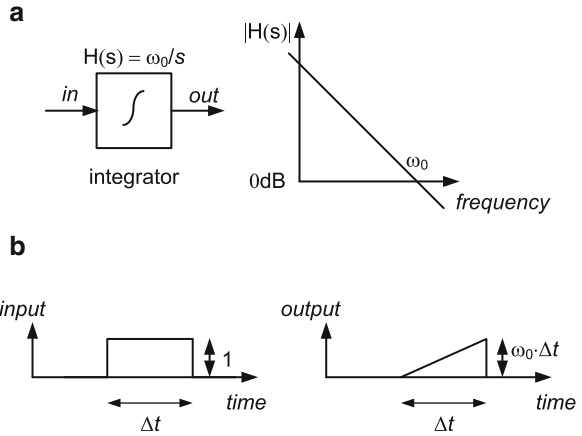 a
H(s) = ω₀/s
in
out
integrator
|H(s)|
ω₀
0dB
frequency
b
input
1
Δt
time
output
ω₀·Δt
Δt
time